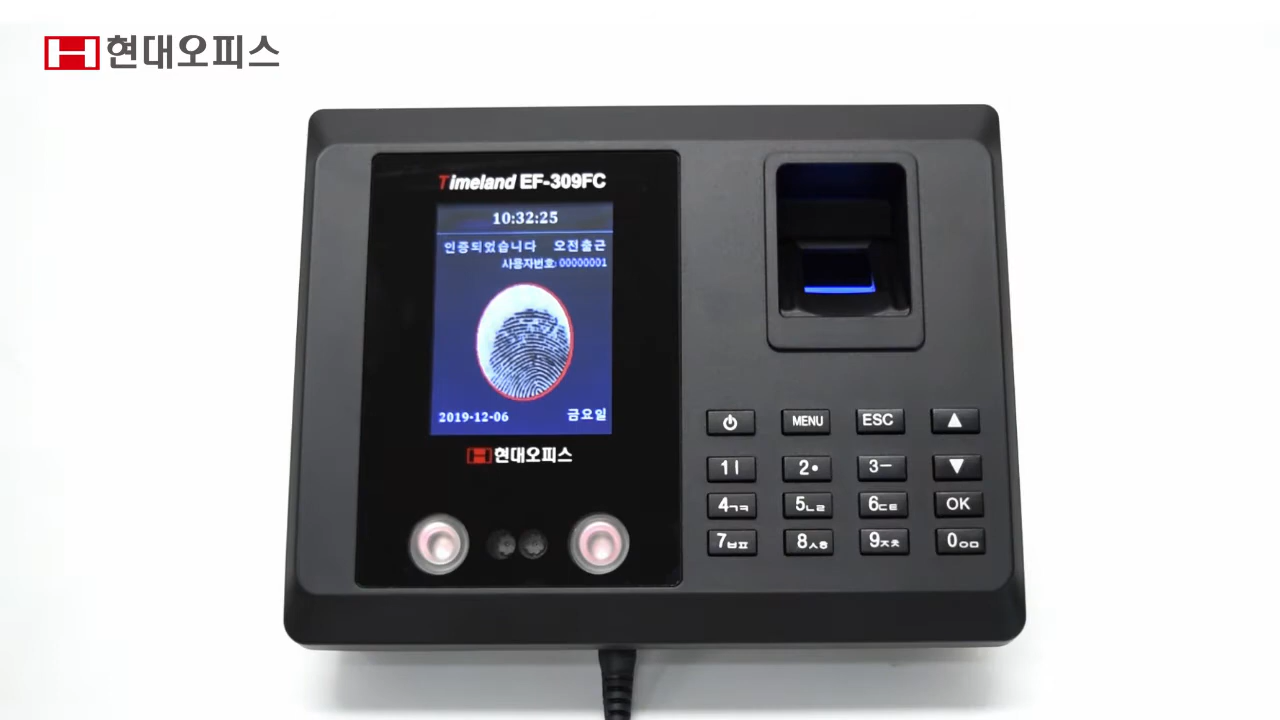 현대오피스
Timeland EF-309FC
10:32:25
인증되었습니다 오전출근
사용자번호:00000001
2019-12-06 금요일
현대오피스
MENU ESC ▲
1ㅣ 2• 3ㅡ ▼
4ㄱㅋ 5ㄴㄹ 6ㄷㅌ OK
7ㅂㅍ 8ㅅㅎ 9ㅈㅊ 0ㅇㅁ